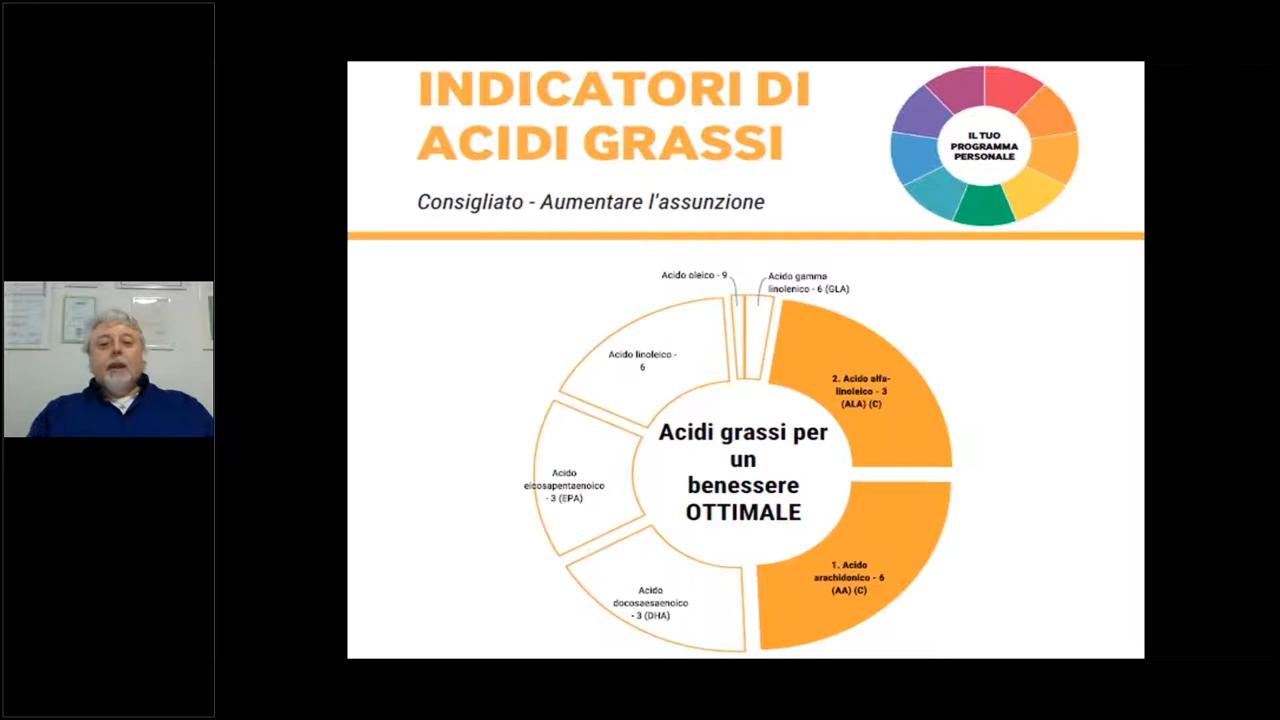 INDICATORI DI
ACIDI GRASSI
Consigliato - Aumentare l'assunzione
IL TUO
PROGRAMMA
PERSONALE
Acido oleico - 9
Acido gamma
linolenico - 6 (GLA)
Acido linoleico -
6
2. Acido alfa-
linoleico - 3
(ALA) (C)
Acidi grassi per
un
benessere
OTTIMALE
Acido
eicosapentaenoico
- 3 (EPA)
1. Acido
arachidonico - 6
(AA) (C)
Acido
docosaesaenoico
- 3 (DHA)